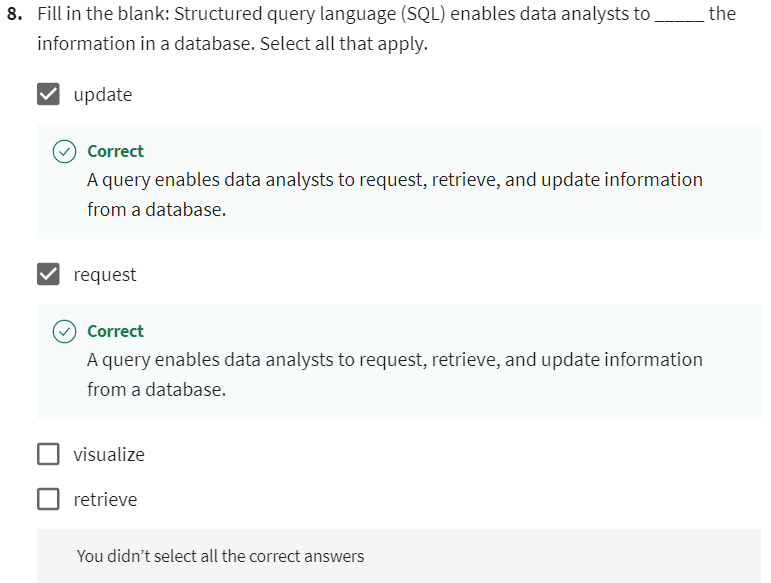 8. Fill in the blank: Structured query language (SQL) enables data analysts to _____ the
information in a database. Select all that apply.
update
Correct
A query enables data analysts to request, retrieve, and update information
from a database.
request
Correct
A query enables data analysts to request, retrieve, and update information
from a database.
visualize
retrieve
You didn’t select all the correct answers